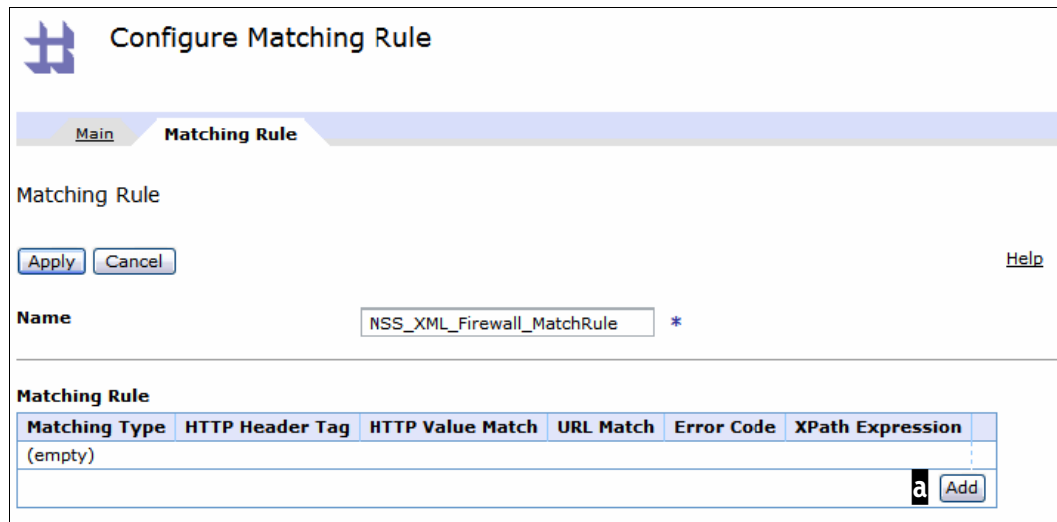 Configure Matching Rule
Main Matching Rule
Matching Rule
Apply Cancel Help
Name NSS_XML_Firewall_MatchRule *
Matching Rule
Matching Type HTTP Header Tag HTTP Value Match URL Match Error Code XPath Expression
(empty)
a Add